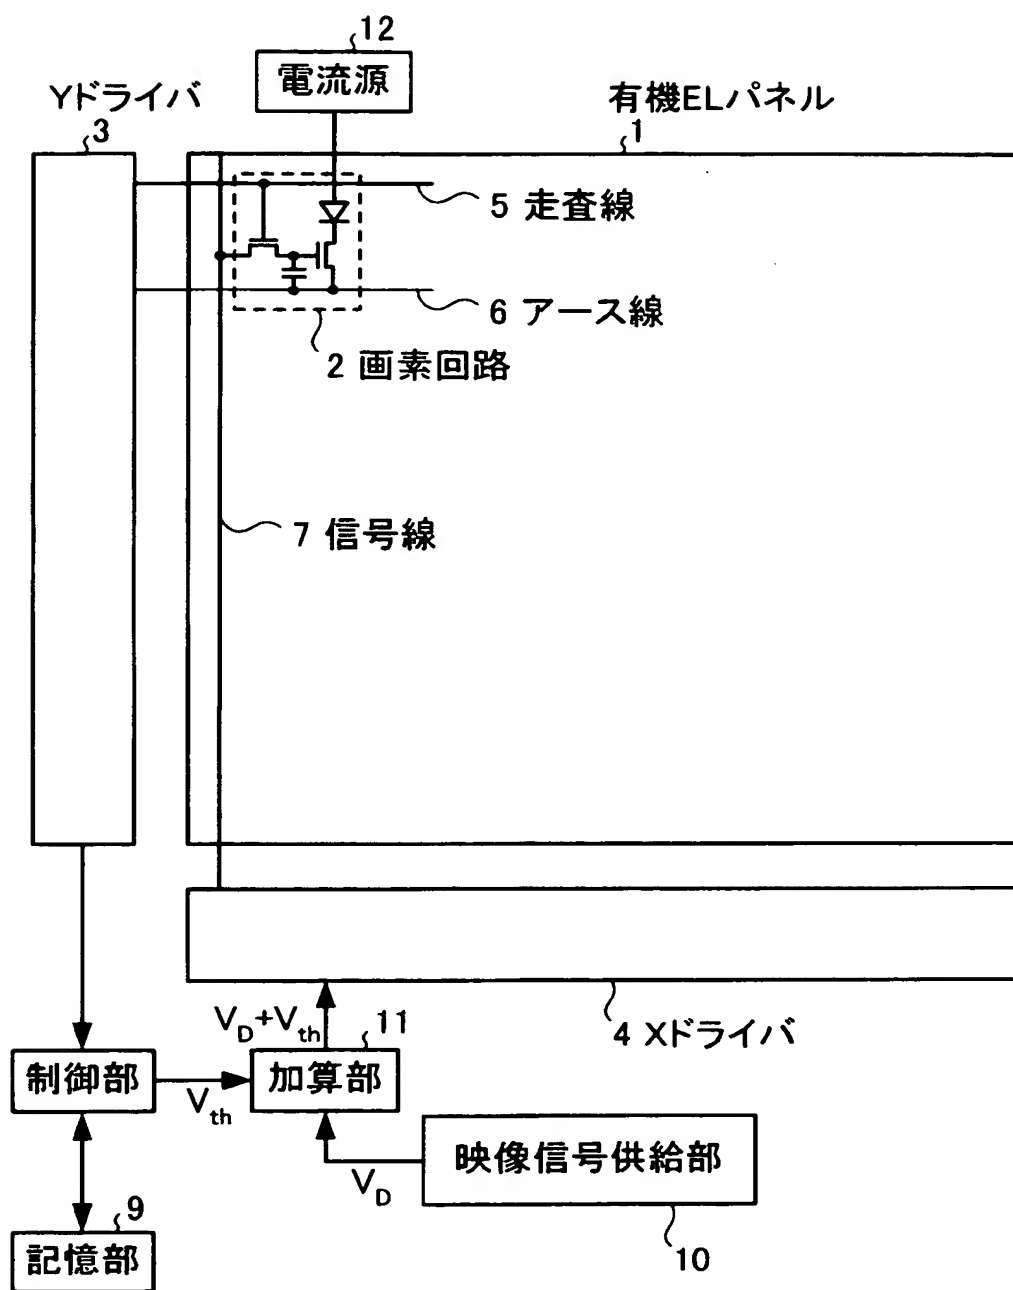 12
電流源
Yドライバ
3
有機ELパネル
1
5 走査線
6 アース線
2 画素回路
7 信号線
VD+Vth
11
4 Xドライバ
制御部
Vth
加算部
映像信号供給部
VD
10
9
記憶部